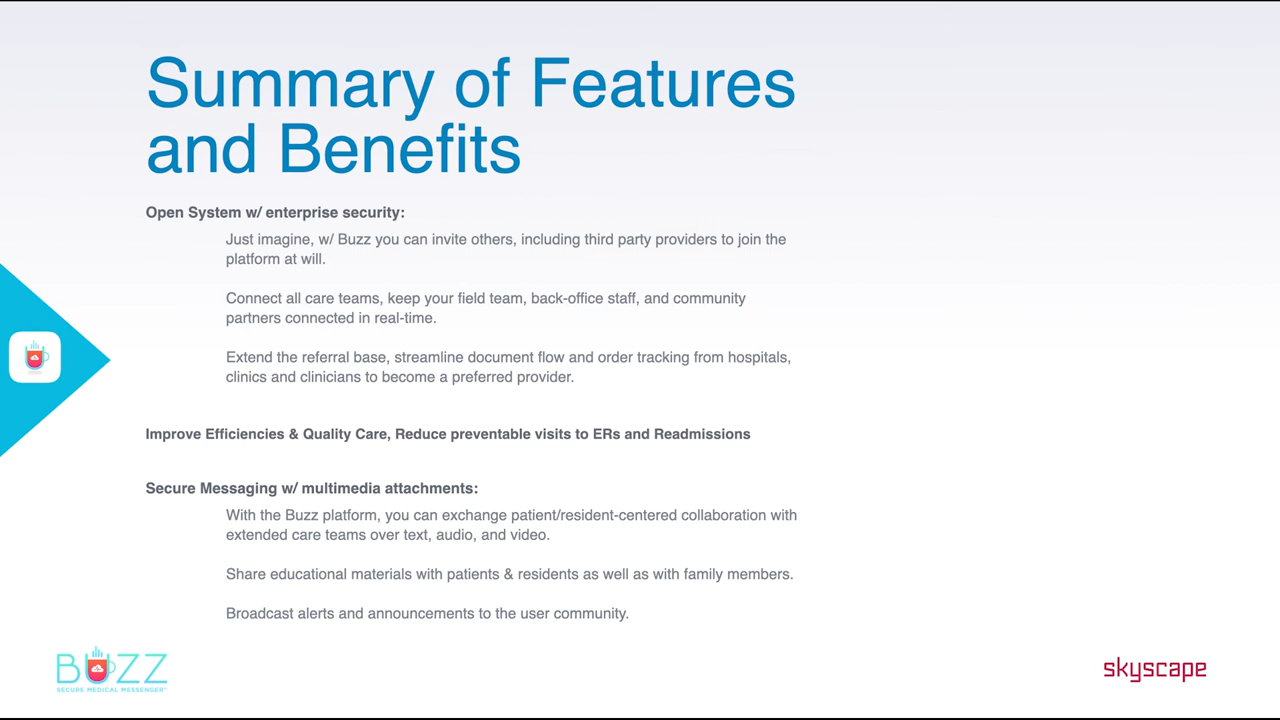 Summary of Features
and Benefits
Open System w/ enterprise security:
Just imagine, w/ Buzz you can invite others, including third party providers to join the
platform at will.
Connect all care teams, keep your field team, back-office staff, and community
partners connected in real-time.
Extend the referral base, streamline document flow and order tracking from hospitals,
clinics and clinicians to become a preferred provider.
Improve Efficiencies & Quality Care, Reduce preventable visits to ERs and Readmissions
Secure Messaging w/ multimedia attachments:
With the Buzz platform, you can exchange patient/resident-centered collaboration with
extended care teams over text, audio, and video.
Share educational materials with patients & residents as well as with family members.
Broadcast alerts and announcements to the user community.
BUZZ
SECURE MEDICAL MESSENGER™
skyscape